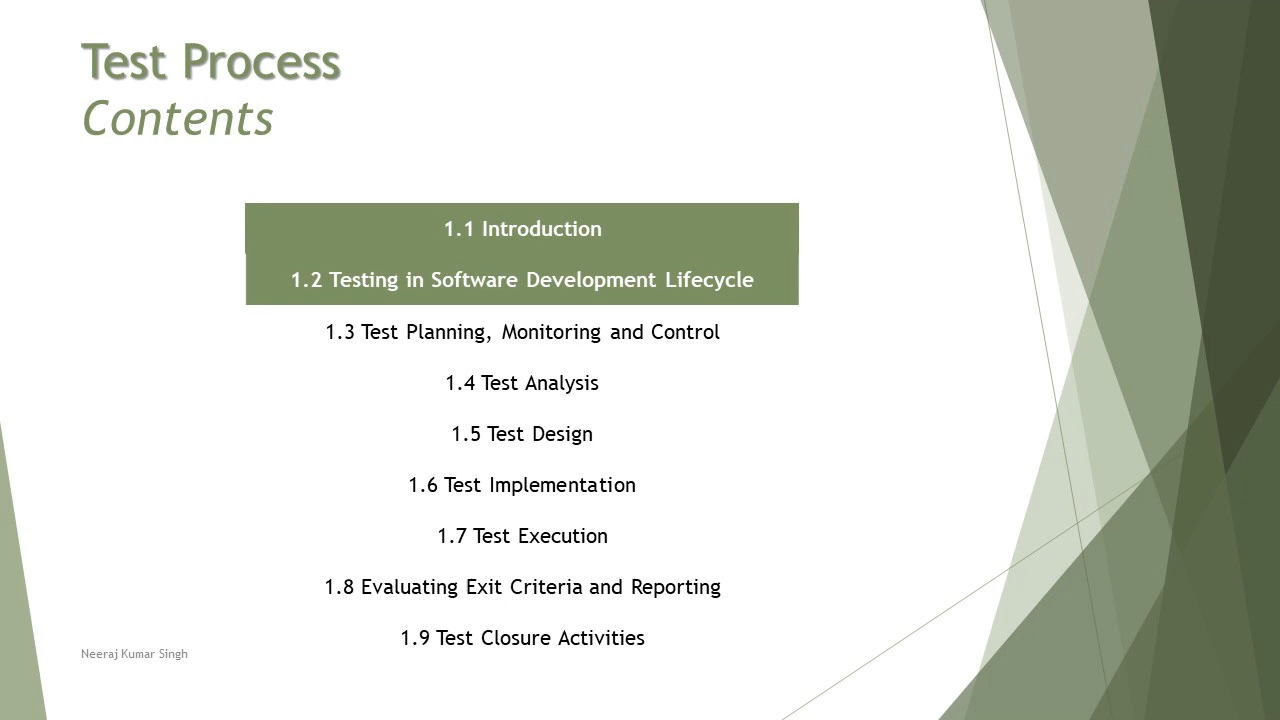 Test Process
Contents
1.1 Introduction
1.2 Testing in Software Development Lifecycle
1.3 Test Planning, Monitoring and Control
1.4 Test Analysis
1.5 Test Design
1.6 Test Implementation
1.7 Test Execution
1.8 Evaluating Exit Criteria and Reporting
1.9 Test Closure Activities
Neeraj Kumar Singh